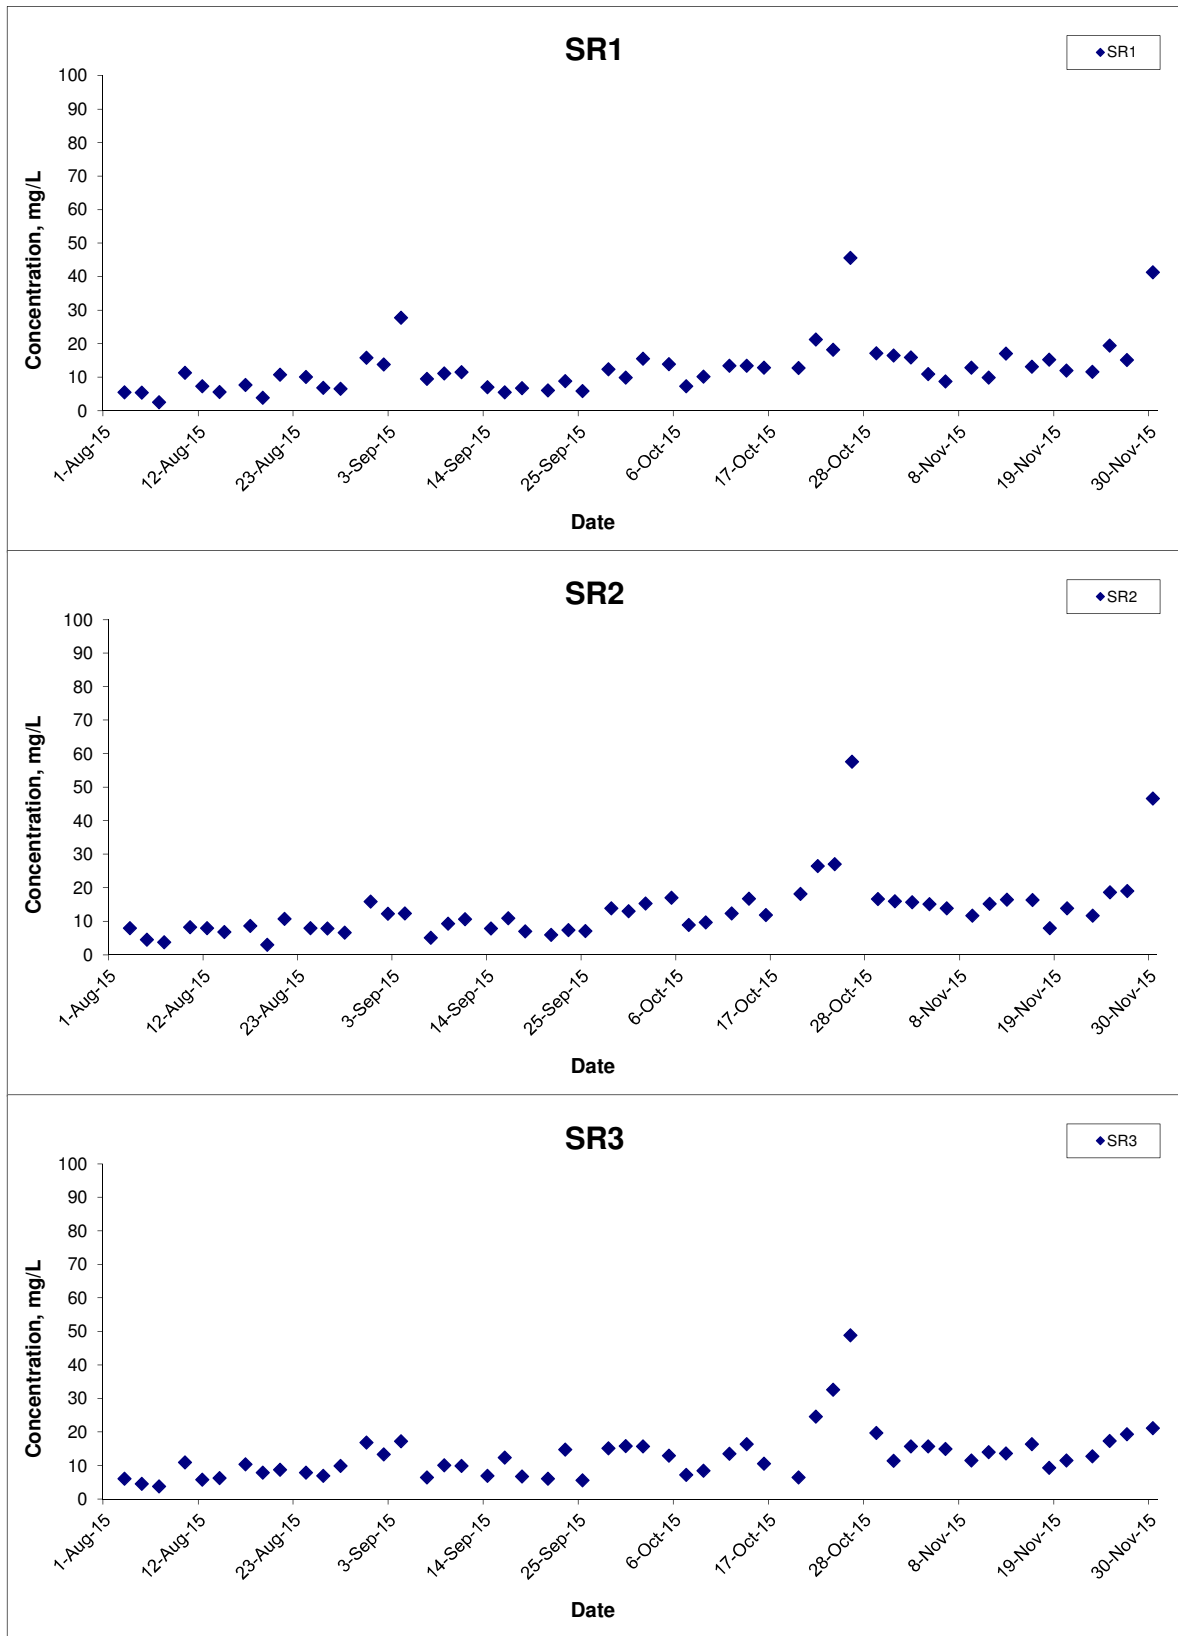 SR1
SR1
100
90
80
70
60
50
40
30
20
10
0
Concentration, mg/L
1-Aug-15
12-Aug-15
23-Aug-15
3-Sep-15
14-Sep-15
25-Sep-15
6-Oct-15
17-Oct-15
28-Oct-15
8-Nov-15
19-Nov-15
30-Nov-15
Date
SR2
SR2
100
90
80
70
60
50
40
30
20
10
0
Concentration, mg/L
1-Aug-15
12-Aug-15
23-Aug-15
3-Sep-15
14-Sep-15
25-Sep-15
6-Oct-15
17-Oct-15
28-Oct-15
8-Nov-15
19-Nov-15
30-Nov-15
Date
SR3
SR3
100
90
80
70
60
50
40
30
20
10
0
Concentration, mg/L
1-Aug-15
12-Aug-15
23-Aug-15
3-Sep-15
14-Sep-15
25-Sep-15
6-Oct-15
17-Oct-15
28-Oct-15
8-Nov-15
19-Nov-15
30-Nov-15
Date